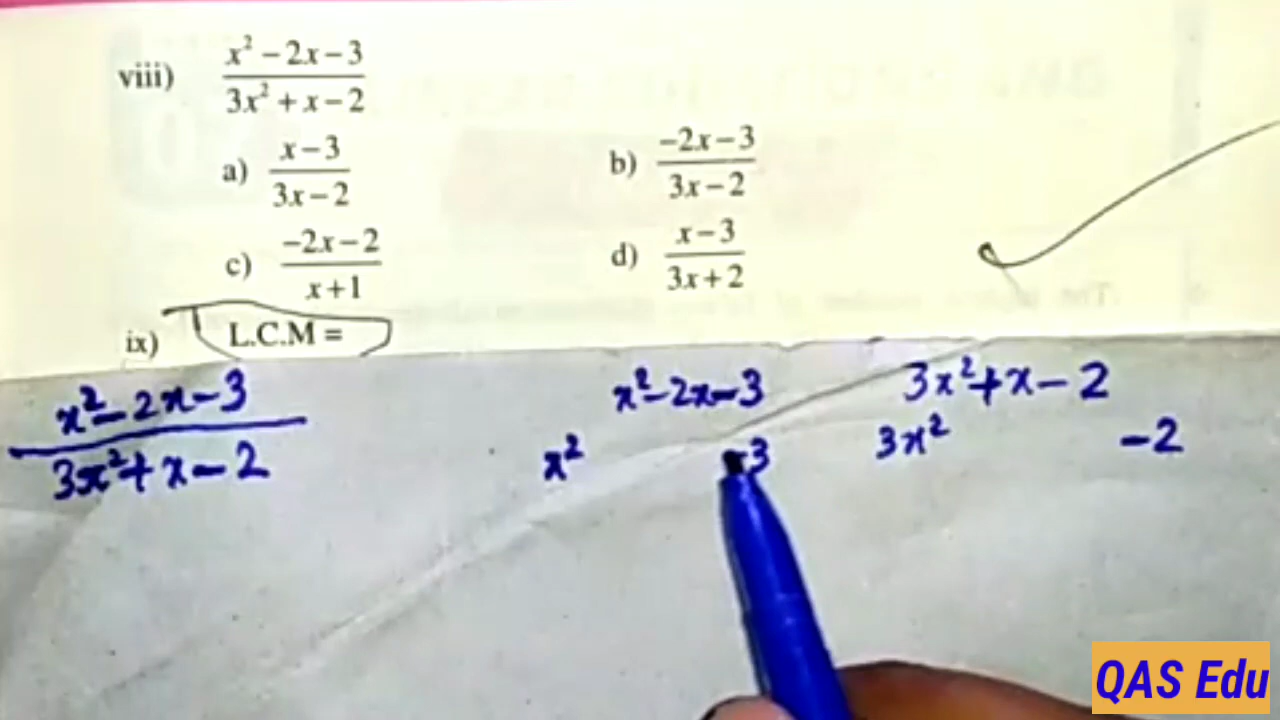 viii) x² − 2x − 3 / 3x² + x − 2
a) x − 3 / 3x − 2
b) −2x − 3 / 3x − 2
c) −2x − 2 / x + 1
d) x − 3 / 3x + 2
ix) L.C.M =
x² − 2x − 3 / 3x² + x − 2
x² − 2x − 3
3x² + x − 2
x² −3
3x² −2
QAS Edu